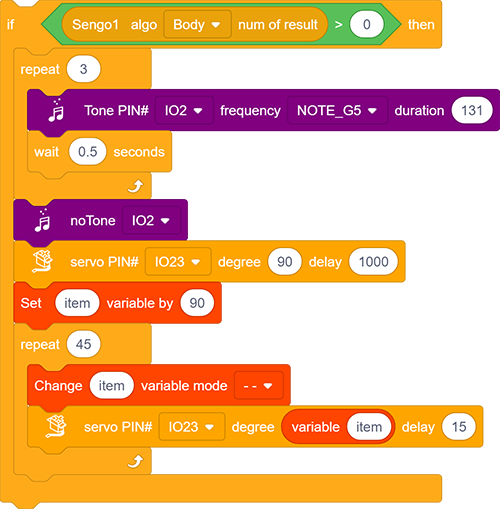 if Sengo1 algo Body num of result > 0 then
repeat 3
Tone PIN# IO2 frequency NOTE_G5 duration 131
wait 0.5 seconds
noTone IO2
servo PIN# IO23 degree 90 delay 1000
Set item variable by 90
repeat 45
Change item variable mode - -
servo PIN# IO23 degree variable item delay 15